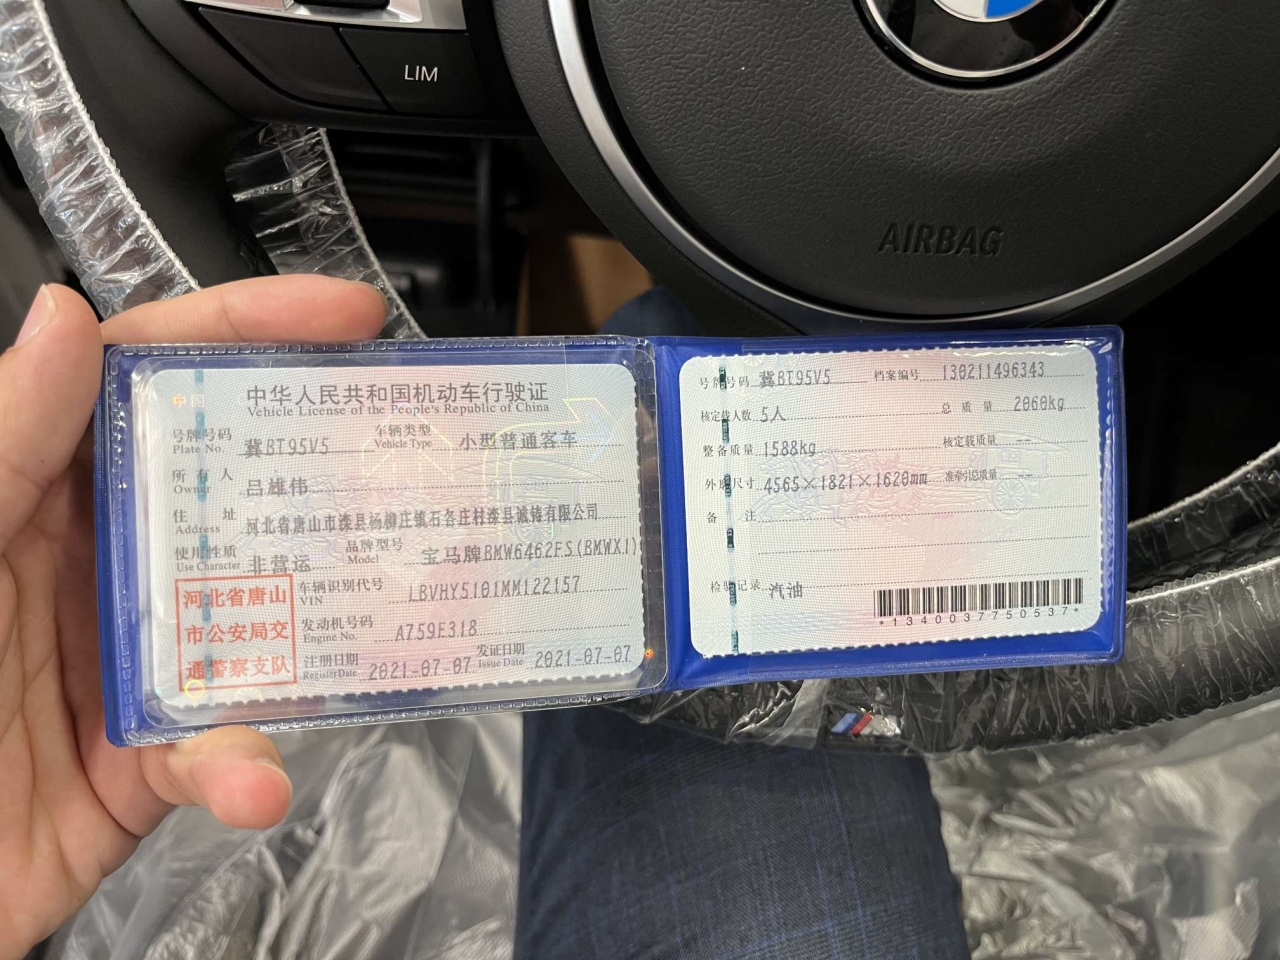 LIM
AIRBAG
中国
中华人民共和国机动车行驶证
Vehicle License of the People's Republic of China
号牌号码 冀BT95V5 车辆类型 小型普通客车
Plate No. Vehicle Type
所有人 吕雄伟
Owner
住址 河北省唐山市滦县杨柳庄镇石各庄村滦县诚铸有限公司
Address
使用性质 非营运 品牌型号 宝马牌BMW6462FS(BMWX1)
Use Character Model
河北省唐山
市公安局交
通警察支队
车辆识别代号 LBVHY5101MM122157
VIN
发动机号码 A759E318
Engine No.
注册日期 2021-07-07 发证日期 2021-07-07
Register Date Issue Date
号牌号码 冀BT95V5 档案编号 130211496343
核定载人数 5人 总质量 2060kg
整备质量 1588kg 核定载质量 --
外廓尺寸 4565×1821×1620mm 准牵引总质量 --
备注
检验记录 汽油
*1340037750537*